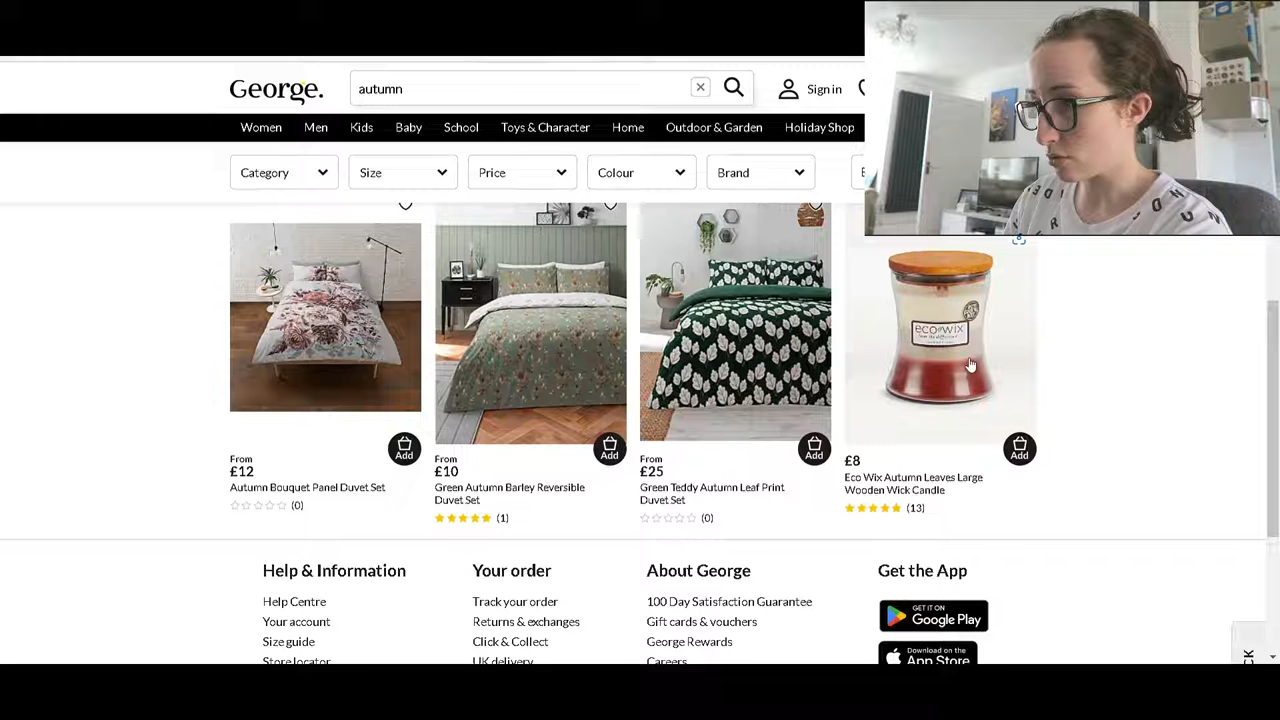 George.
autumn
Sign in
Women Men Kids Baby School Toys & Character Home Outdoor & Garden Holiday Shop
Category Size Price Colour Brand
eco wix
Add Add Add Add
From
£12
Autumn Bouquet Panel Duvet Set
(0)
From
£10
Green Autumn Barley Reversible
Duvet Set
(1)
From
£25
Green Teddy Autumn Leaf Print
Duvet Set
(0)
£8
Eco Wix Autumn Leaves Large
Wooden Wick Candle
(13)
Help & Information
Help Centre
Your account
Size guide
Store locator
Your order
Track your order
Returns & exchanges
Click & Collect
UK delivery
About George
100 Day Satisfaction Guarantee
Gift cards & vouchers
George Rewards
Careers
Get the App
GET IT ON
Google Play
Download on the
App Store